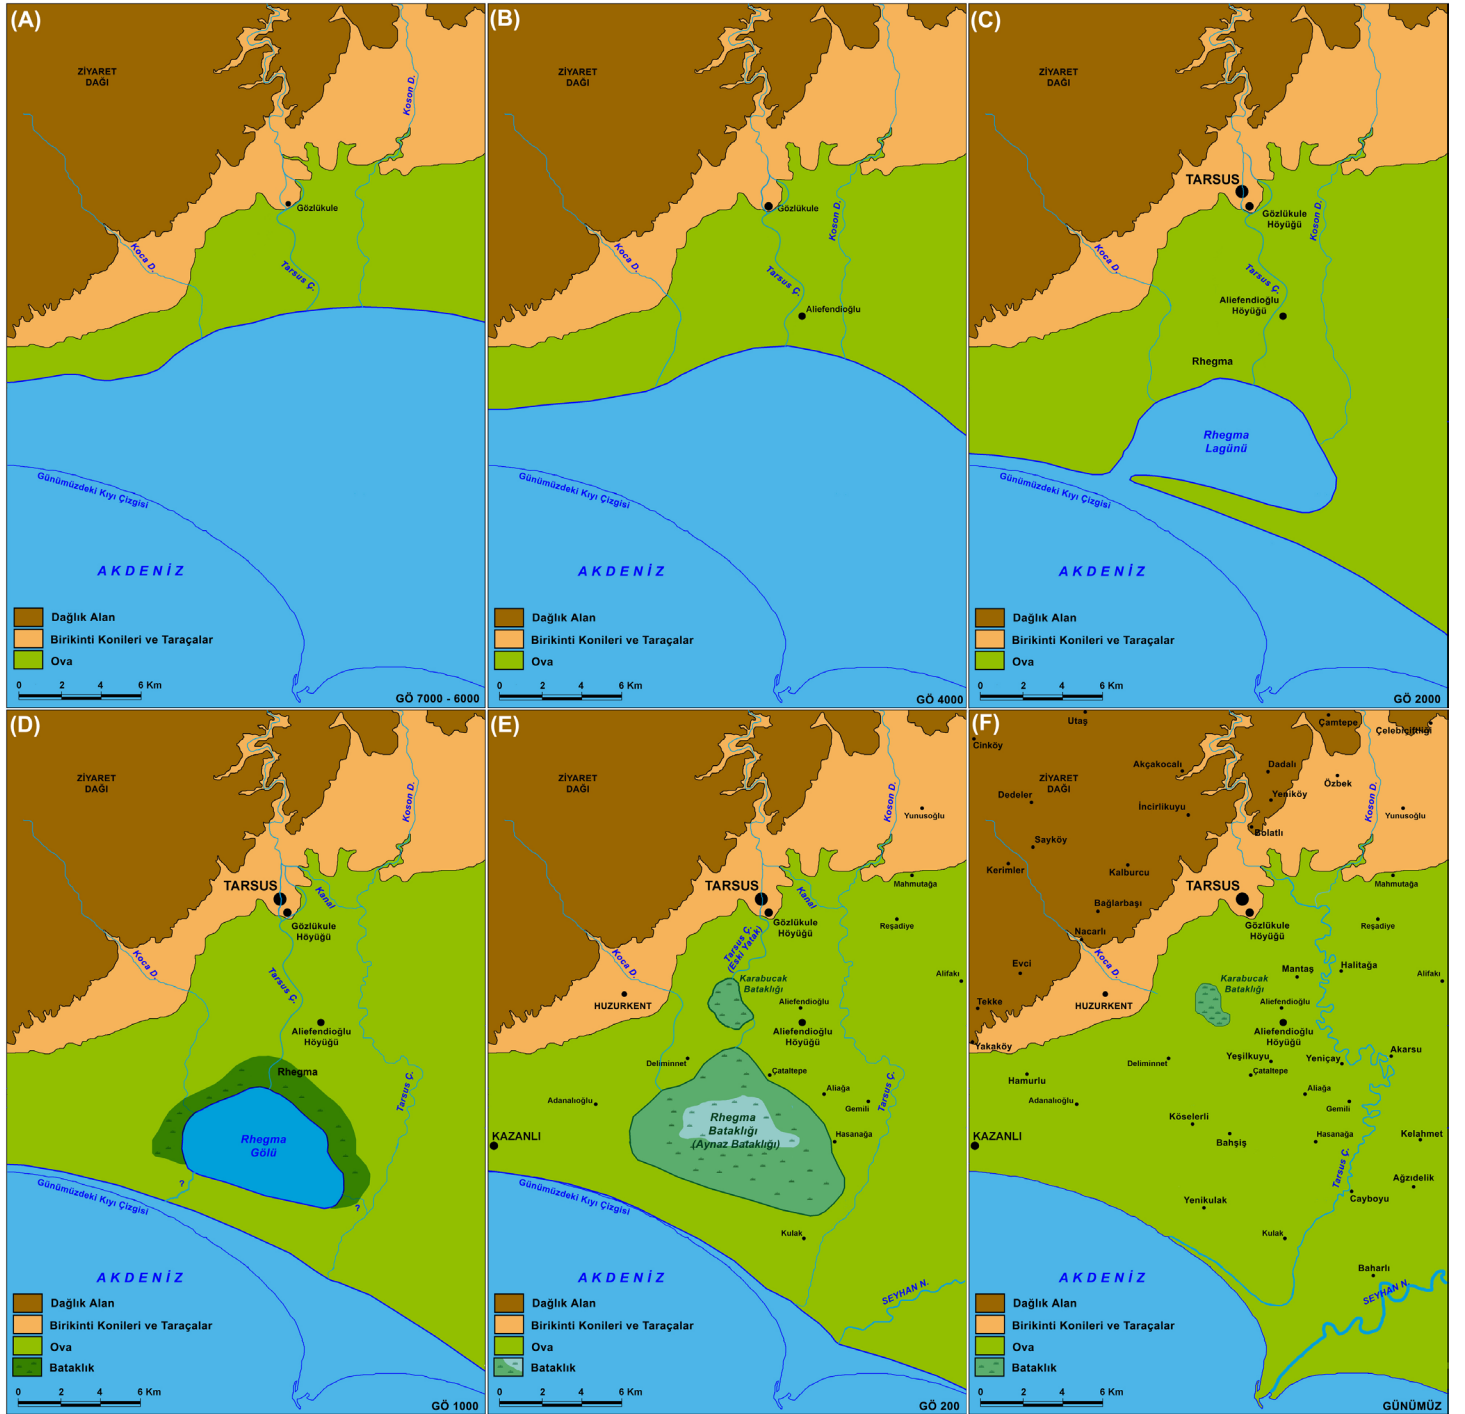 (A)
ZİYARET
DAĞI
Koson D.
Gözlükule
Koca D.
Tarsus Ç.
Günümüzdeki Kıyı Çizgisi
AKDENİZ
Dağlık Alan
Birikinti Konileri ve Taraçalar
Ova
0 2 4 6 Km
GÖ 7000 - 6000
(B)
ZİYARET
DAĞI
Gözlükule
Koson D.
Koca D.
Tarsus Ç.
Aliefendioğlu
Günümüzdeki Kıyı Çizgisi
AKDENİZ
Dağlık Alan
Birikinti Konileri ve Taraçalar
Ova
0 2 4 6 Km
GÖ 4000
(C)
ZİYARET
DAĞI
TARSUS
Gözlükule
Höyüğü
Koson D.
Koca D.
Tarsus Ç.
Aliefendioğlu
Höyüğü
Rhegma
Rhegma
Lagünü
Günümüzdeki Kıyı Çizgisi
AKDENİZ
Dağlık Alan
Birikinti Konileri ve Taraçalar
Ova
0 2 4 6 Km
GÖ 2000
(D)
ZİYARET
DAĞI
Koson D.
TARSUS
Kanal
Gözlükule
Höyüğü
Koca D.
Tarsus Ç.
Aliefendioğlu
Höyüğü
Rhegma
Tarsus Ç.
Rhegma
Gölü
?
?
Günümüzdeki Kıyı Çizgisi
AKDENİZ
Dağlık Alan
Birikinti Konileri ve Taraçalar
Ova
Bataklık
0 2 4 6 Km
GÖ 1000
(E)
ZİYARET
DAĞI
Koson D.
Yunusoğlu
TARSUS
Kanal
Mahmutağa
Gözlükule
Höyüğü
Reşadiye
Tarsus Ç.
(Eski Yatak)
Koca D.
Karabucak
Bataklığı
Alifakı
HUZURKENT
Aliefendioğlu
Aliefendioğlu
Höyüğü
Deliminnet
Çataltepe
Aliağa
Gemili
Tarsus Ç.
Adanalıoğlu
Rhegma
Bataklığı
(Aynaz Bataklığı)
Hasanağa
KAZANLI
Günümüzdeki Kıyı Çizgisi
Kulak
AKDENİZ
SEYHAN N.
Dağlık Alan
Birikinti Konileri ve Taraçalar
Ova
Bataklık
0 2 4 6 Km
GÖ 200
(F)
Utaş
Çamtepe
Çelebiçiftliği
Cinköy
ZİYARET
DAĞI
Akçakocalı
Dadalı
Özbek
Koson D.
Dedeler
Yeniköy
İncirlikuyu
Yunusoğlu
Bolatlı
Sayköy
Kerimler
Kalburcu
TARSUS
Mahmutağa
Bağlarbaşı
Gözlükule
Höyüğü
Reşadiye
Nacarlı
Koca D.
Evci
Mantaş
Halitağa
Karabucak
Bataklığı
Alifakı
Tekke
HUZURKENT
Aliefendioğlu
Aliefendioğlu
Höyüğü
Yakaköy
Deliminnet
Yeşilkuyu
Yeniçay
Akarsu
Çataltepe
Hamurlu
Aliağa
Adanalıoğlu
Gemili
Köselerli
KAZANLI
Bahşiş
Hasanağa
Kelahmet
Tarsus Ç.
Ağzıdelik
Yenikulak
Cayboyu
Kulak
Baharlı
AKDENİZ
SEYHAN N.
Dağlık Alan
Birikinti Konileri ve Taraçalar
Ova
Bataklık
0 2 4 6 Km
GÜNÜMÜZ